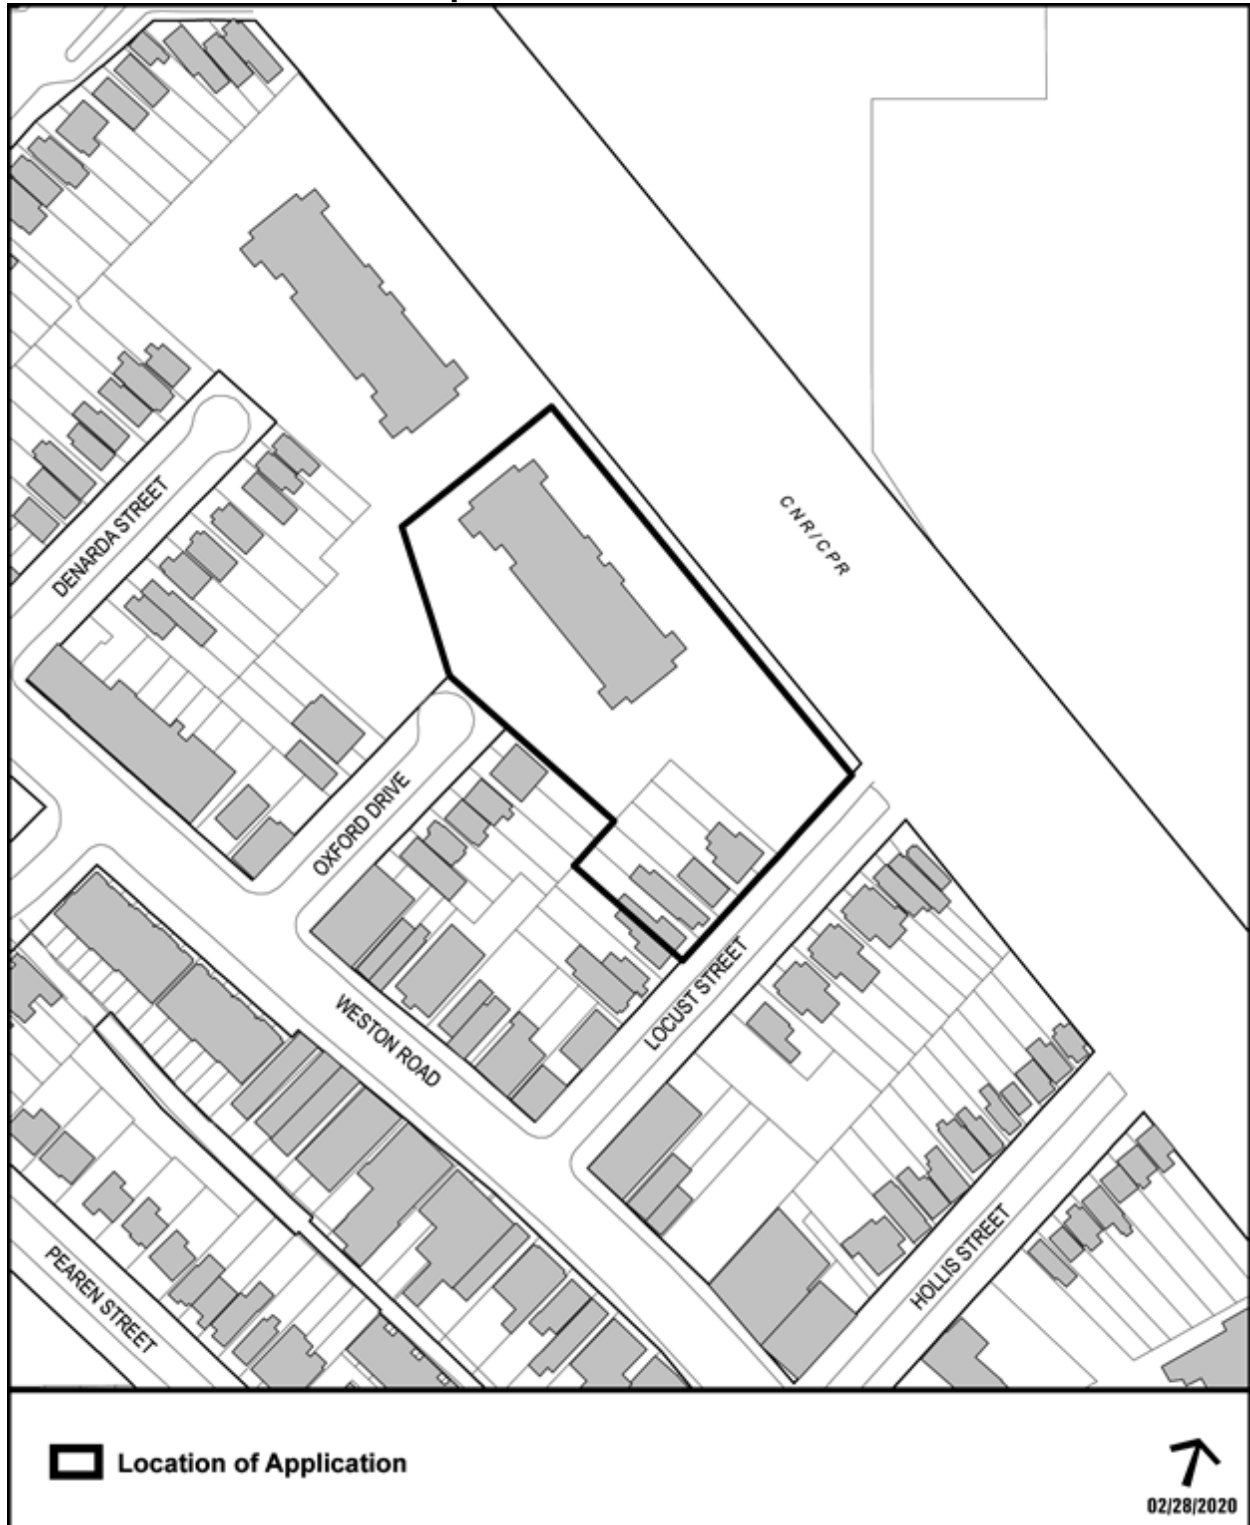 CNR/CPR
DENARDA STREET
OXFORD DRIVE
LOCUST STREET
WESTON ROAD
HOLLIS STREET
PEAREN STREET
Location of Application
02/28/2020